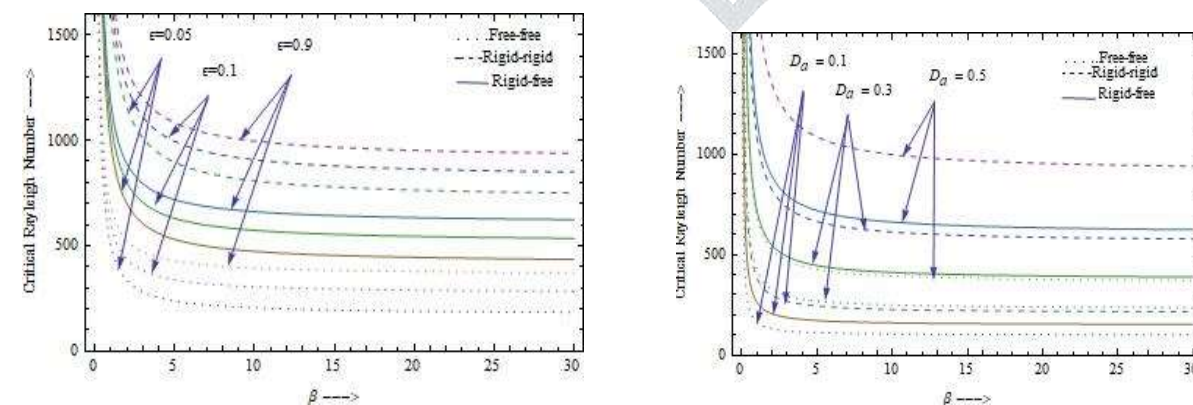 1500
1000
500
0
0 5 10 15 20 25 30
Critical Rayleigh Number ---->
β ---->
ε=0.05
ε=0.1
ε=0.9
Free-free
Rigid-rigid
Rigid-free
1500
1000
500
0
0 5 10 15 20 25 30
Critical Rayleigh Number ---->
β ---->
Da = 0.1
Da = 0.3
Da = 0.5
Free-free
Rigid-rigid
Rigid-free